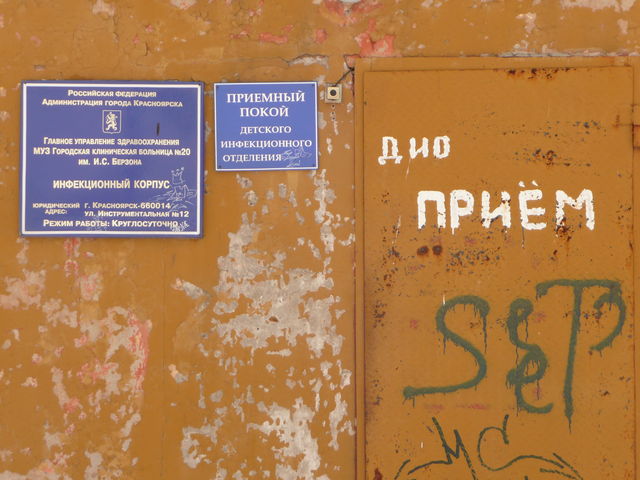 Российская Федерация
Администрация города Красноярска
Главное управление здравоохранения
МУЗ Городская клиническая больница №20
им. И.С. Берзона
Инфекционный корпус
юридический адрес: г. Красноярск-660014
ул. Инструментальная №12
Режим работы: Круглосуточно
ПРИЕМНЫЙ
ПОКОЙ
ДЕТСКОГО
ИНФЕКЦИОННОГО
ОТДЕЛЕНИЯ
ДИО
ПРИЁМ
SEP
MC